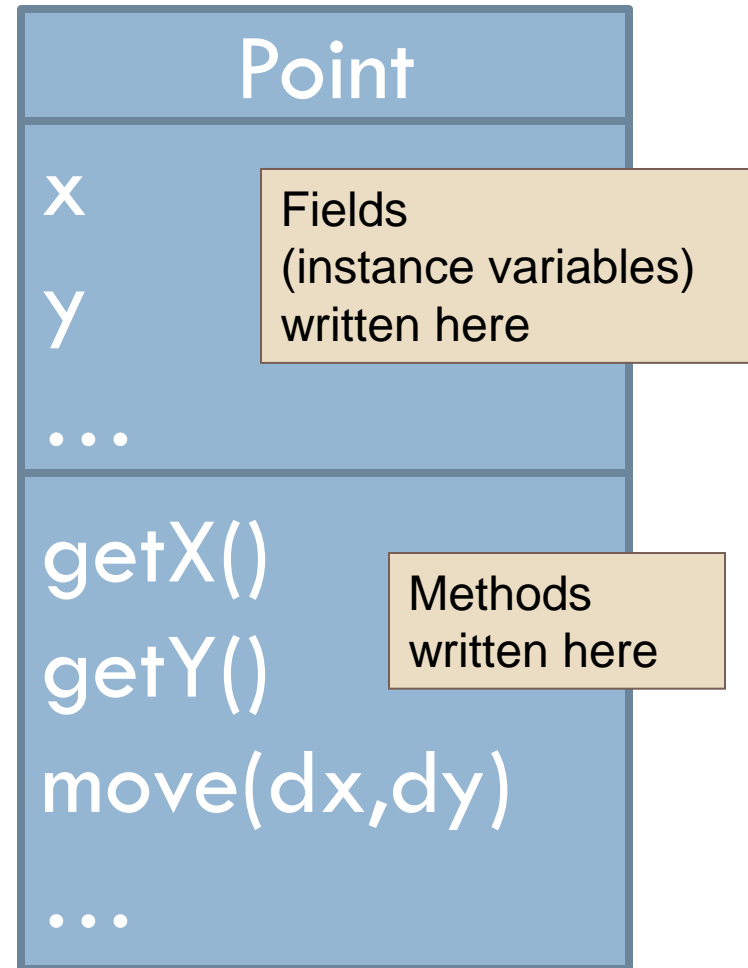 Point
x
y
...
Fields
(instance variables)
written here
getX()
getY()
move(dx,dy)
...
Methods
written here